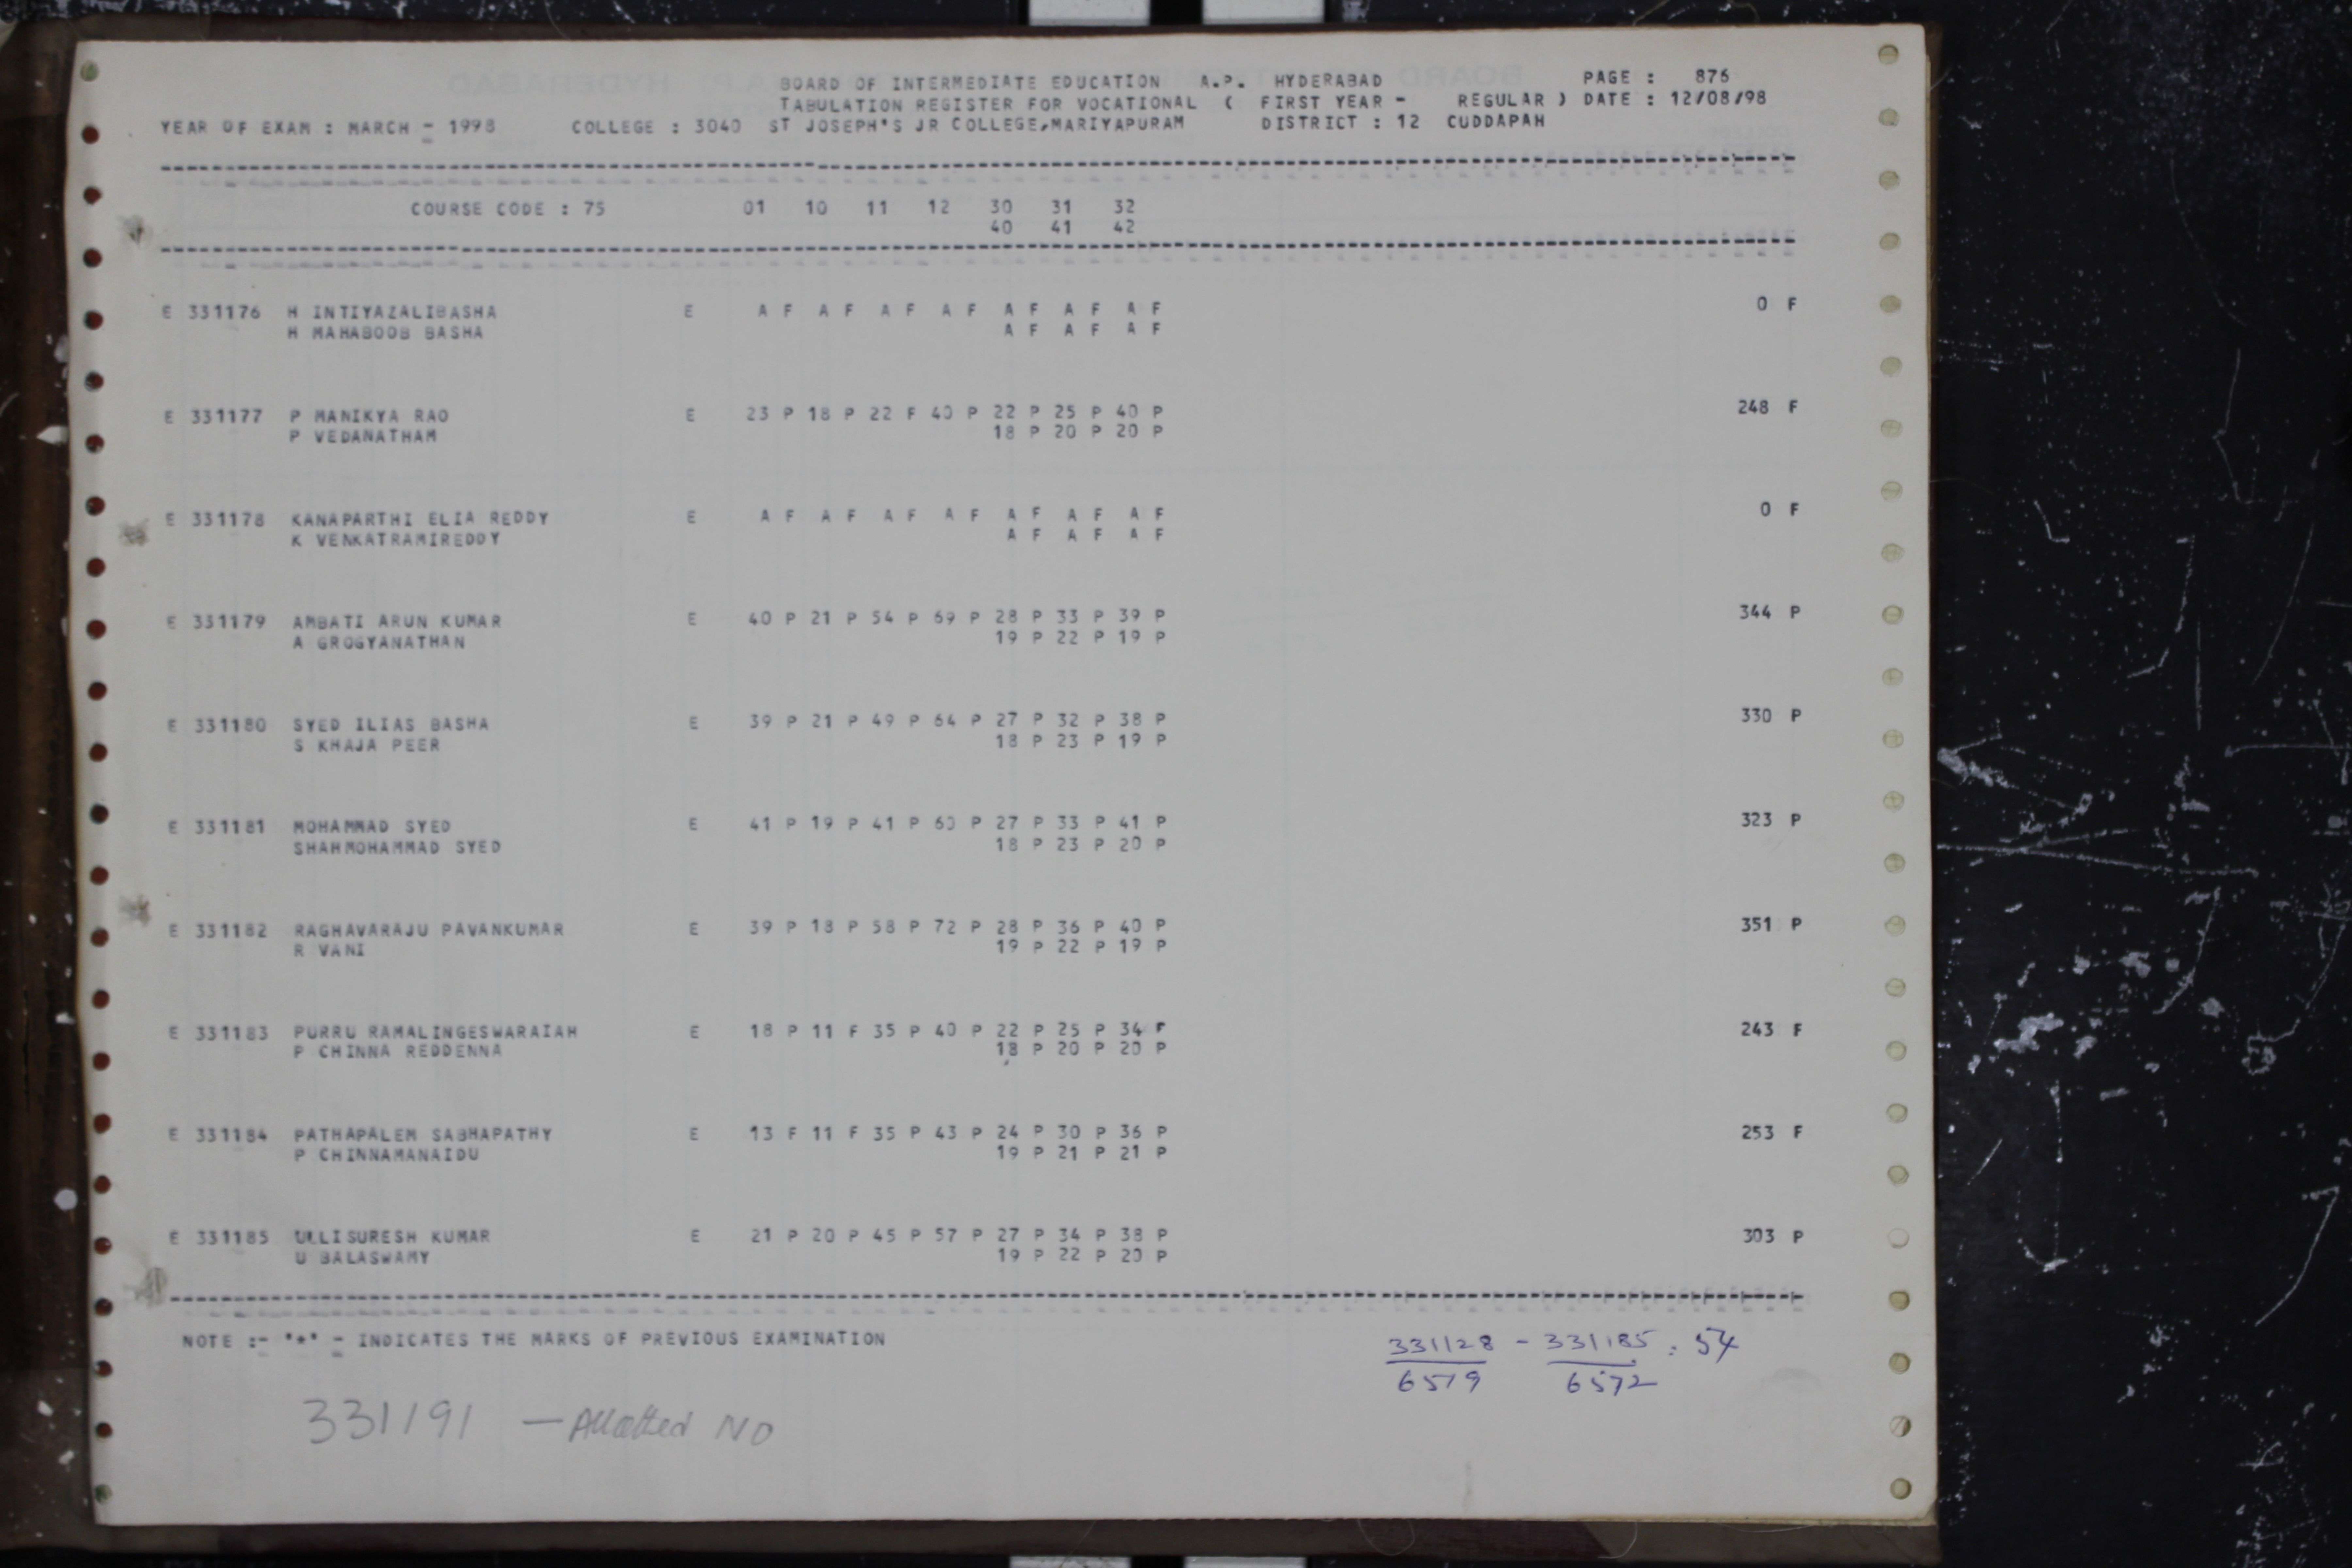 BOARD OF INTERMEDIATE EDUCATION A.P. HYDERABAD PAGE : 876
TABULATION REGISTER FOR VOCATIONAL ( FIRST YEAR - REGULAR ) DATE : 12/08/98
YEAR OF EXAM : MARCH - 1998 COLLEGE : 3040 ST JOSEPH'S JR COLLEGE,MARIYAPURAM DISTRICT : 12 CUDDAPAH
COURSE CODE : 75 01 10 11 12 30 31 32
40 41 42
E 331176 H INTIYAZALIBASHA E A F A F A F A F A F A F A F 0 F
H MAHABOOB BASHA A F A F A F
E 331177 P MANIKYA RAO E 23 P 18 P 22 F 40 P 22 P 25 P 40 P 248 F
P VEDANATHAM 18 P 20 P 20 P
E 331178 KANAPARTHI ELIA REDDY E A F A F A F A F A F A F A F 0 F
K VENKATRAMIREDDY A F A F A F
E 331179 AMBATI ARUN KUMAR E 40 P 21 P 54 P 69 P 28 P 33 P 39 P 344 P
A GROGYANATHAN 19 P 22 P 19 P
E 331180 SYED ILIAS BASHA E 39 P 21 P 49 P 64 P 27 P 32 P 38 P 330 P
S KHAJA PEER 18 P 23 P 19 P
E 331181 MOHAMMAD SYED E 41 P 19 P 41 P 60 P 27 P 33 P 41 P 323 P
SHAHMOHAMMAD SYED 18 P 23 P 20 P
E 331182 RAGHAVARAJU PAVANKUMAR E 39 P 18 P 58 P 72 P 28 P 36 P 40 P 351 P
R VANI 19 P 22 P 19 P
E 331183 PURRU RAMALINGESWARAIAH E 18 P 11 F 35 P 40 P 22 P 25 P 34 F 243 F
P CHINNA REDDENNA 18 P 20 P 20 P
E 331184 PATHAPALEM SABHAPATHY E 13 F 11 F 35 P 43 P 24 P 30 P 36 P 253 F
P CHINNAMANAIDU 19 P 21 P 21 P
E 331185 ULLISURESH KUMAR E 21 P 20 P 45 P 57 P 27 P 34 P 38 P 303 P
U BALASWAMY 19 P 22 P 20 P
NOTE :- "*" - INDICATES THE MARKS OF PREVIOUS EXAMINATION
331128 - 331185 : 54
6519 6572
331191 — Allotted NO